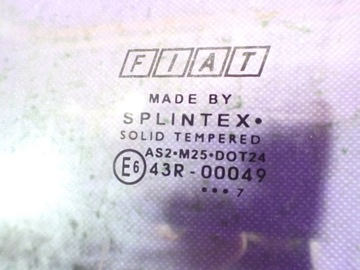 FIAT
MADE BY
SPLINTEX•
SOLID TEMPERED
AS2•M25•DOT24
E6 43R-00049
••• 7